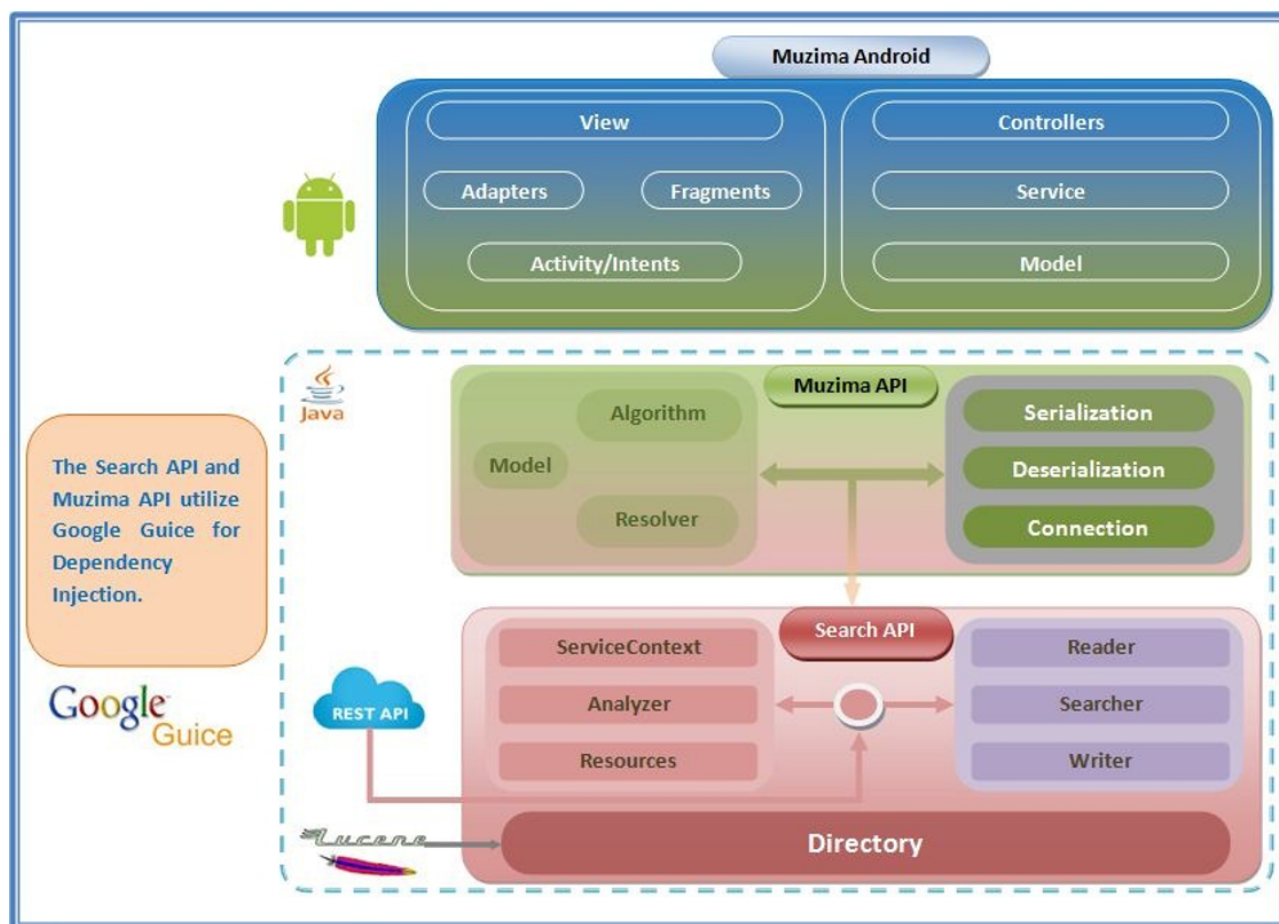 Muzima Android
View
Controllers
Adapters
Fragments
Service
Activity/Intents
Model
Java
Muzima API
Algorithm
Model
Resolver
Serialization
Deserialization
Connection
The Search API and
Muzima API utilize
Google Guice for
Dependency
Injection.
Google
Guice
Search API
ServiceContext
Reader
REST API
Analyzer
Searcher
Resources
Writer
Lucene
Directory